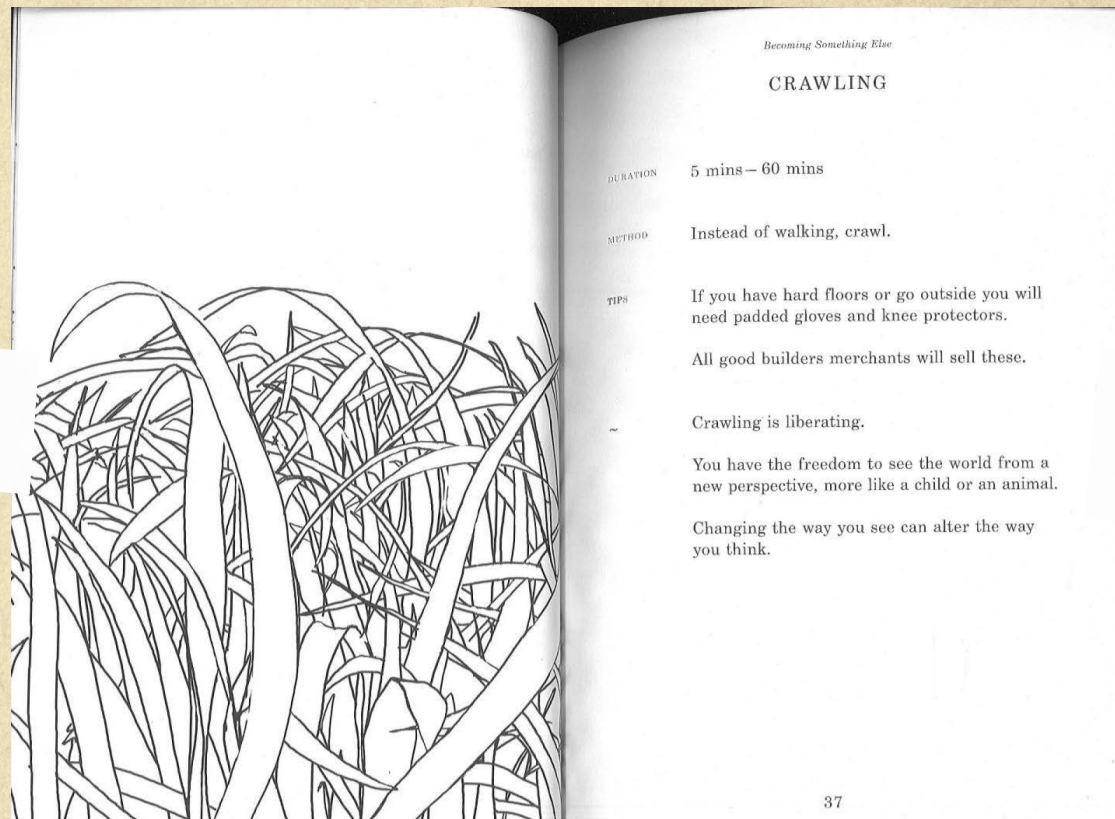 Becoming Something Else
CRAWLING
DURATION 5 mins – 60 mins
METHOD Instead of walking, crawl.
TIPS If you have hard floors or go outside you will
need padded gloves and knee protectors.
All good builders merchants will sell these.
~ Crawling is liberating.
You have the freedom to see the world from a
new perspective, more like a child or an animal.
Changing the way you see can alter the way
you think.
37